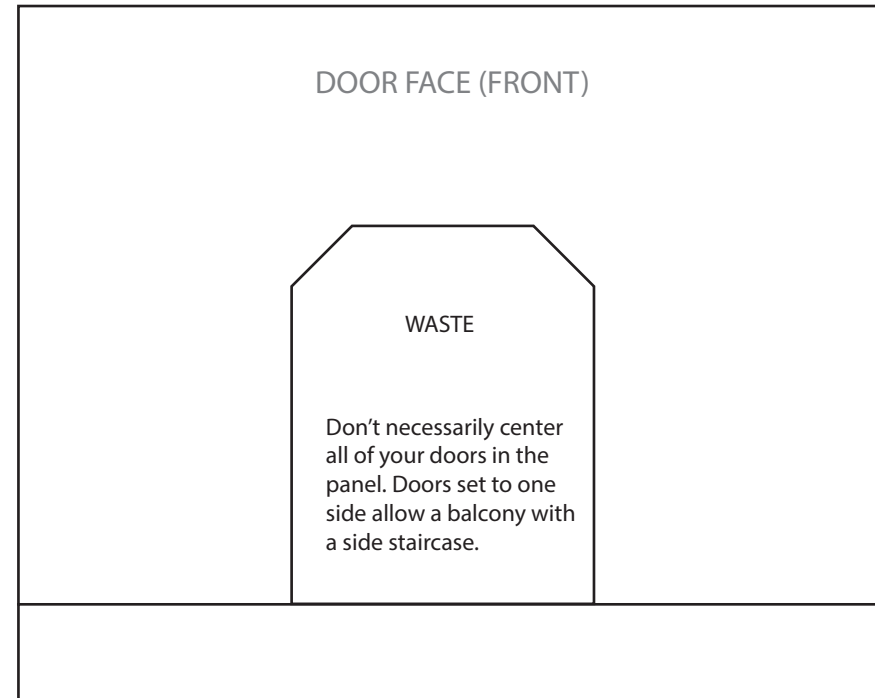 DOOR FACE (FRONT)
WASTE
Don’t necessarily center
all of your doors in the
panel. Doors set to one
side allow a balcony with
a side staircase.